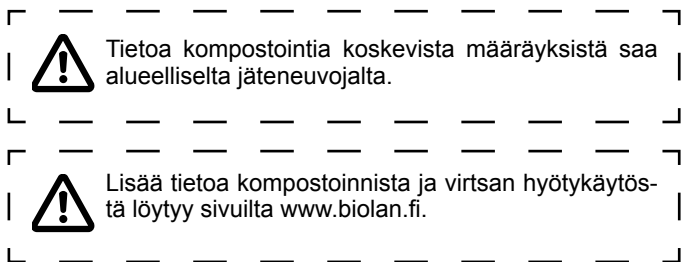 Tietoa kompostointia koskevista määräyksistä saa
alueelliselta jäteneuvojalta.
Lisää tietoa kompostoinnista ja virtsan hyötykäytös-
tä löytyy sivuilta www.biolan.fi.